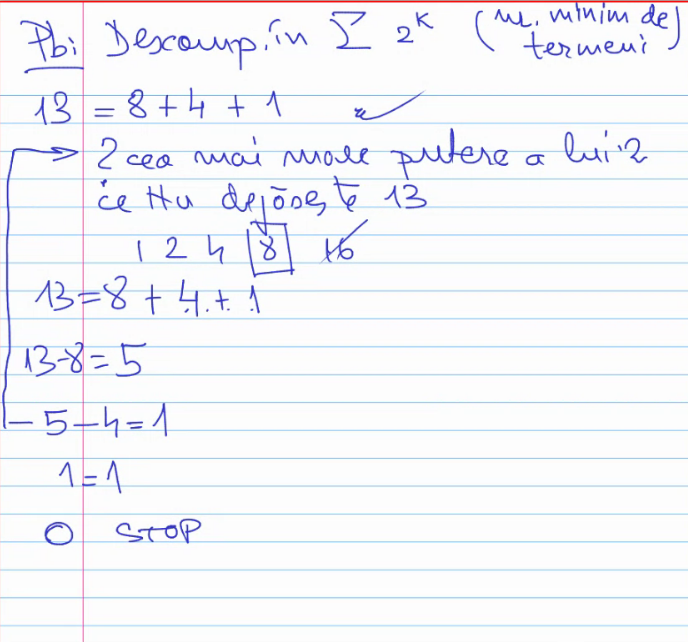 Pb: Descomp. în Σ 2^K (nr. minim de termeni)
13 = 8 + 4 + 1
→ ? cea mai mare putere a lui 2
ce nu depășește 13
1 2 4 8 16
13 = 8 + 4 + 1
13 - 8 = 5
- 5 - 4 = 1
1 = 1
0 STOP